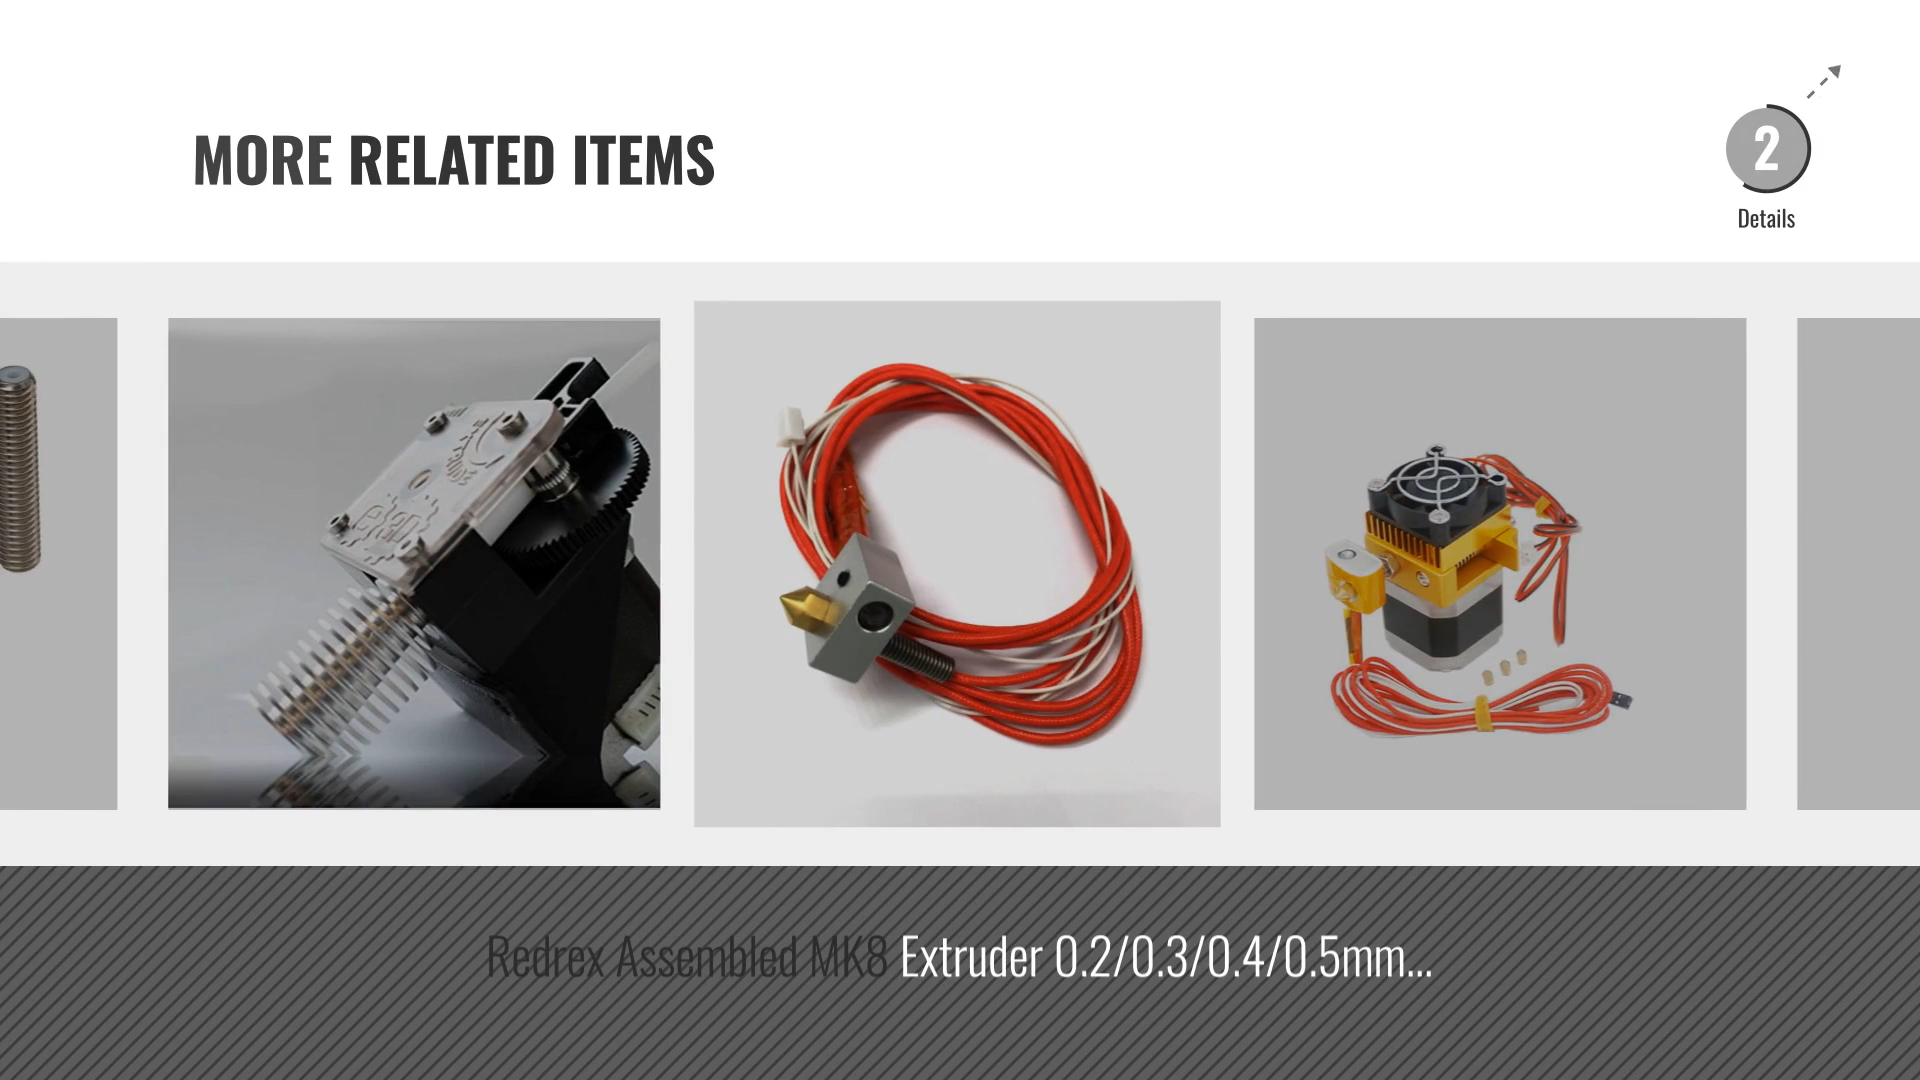 MORE RELATED ITEMS
2
Details
Redrex Assembled MK8 Extruder 0.2/0.3/0.4/0.5mm...